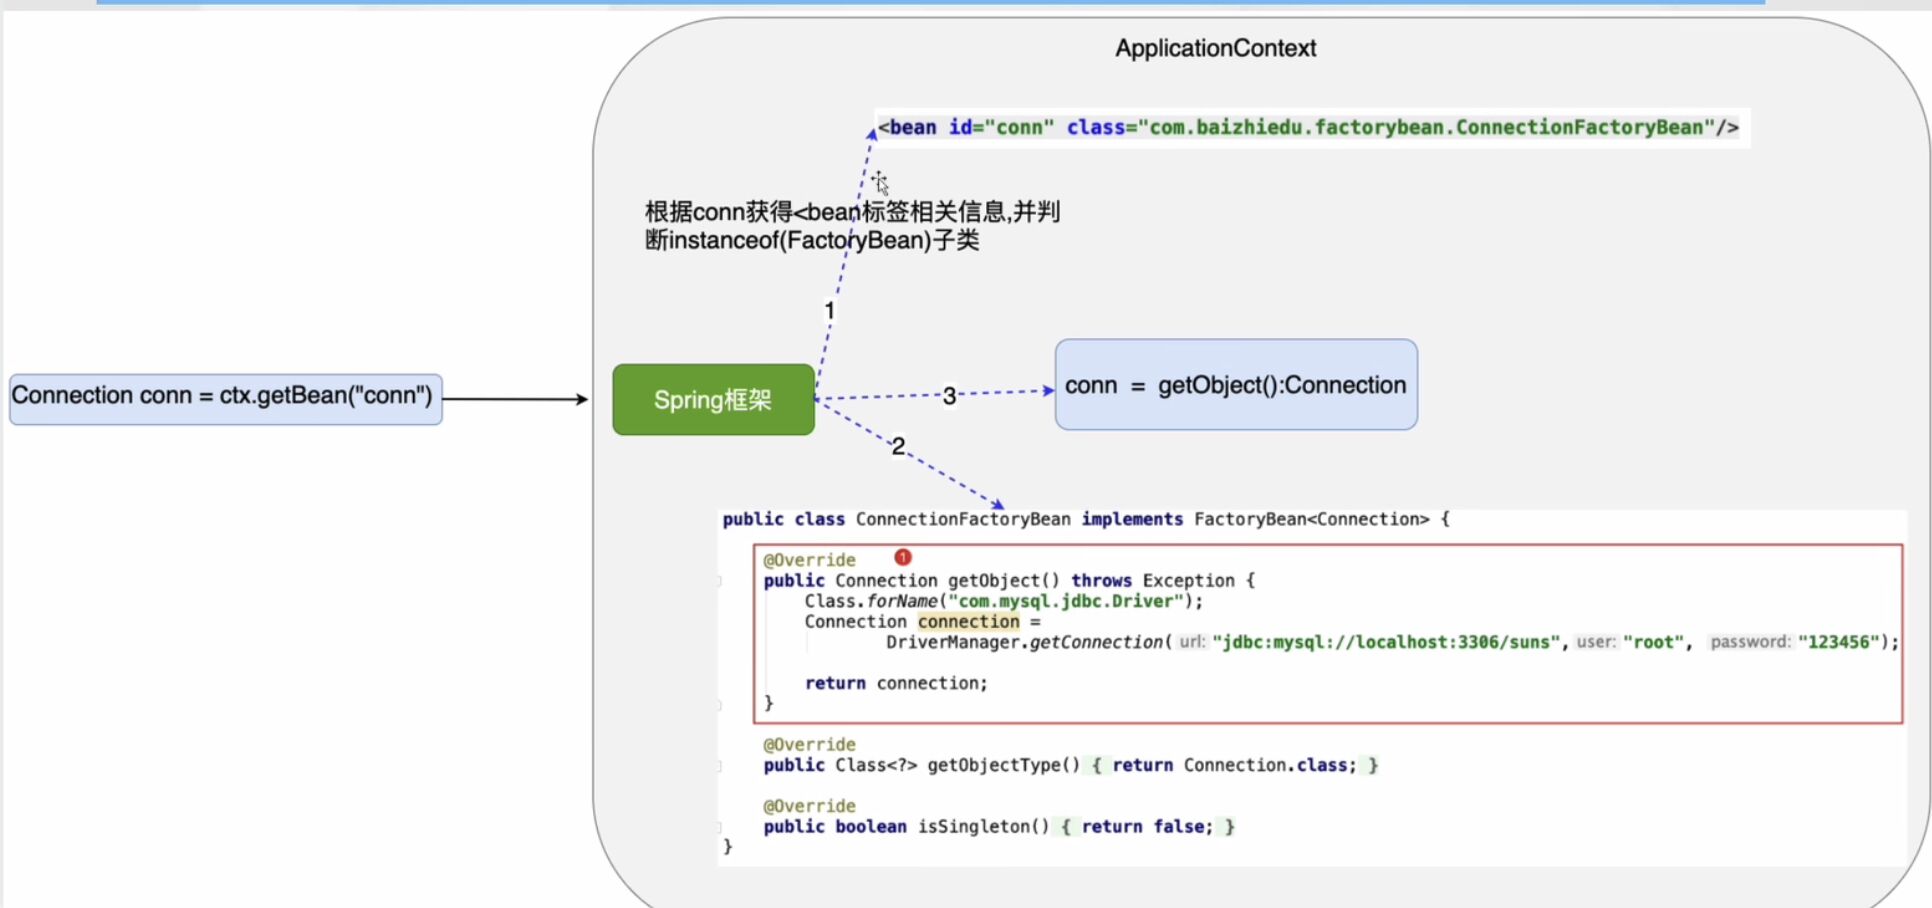 ApplicationContext
<bean id="conn" class="com.baizhiedu.factorybean.ConnectionFactoryBean"/>
根据conn获得<bean标签相关信息,并判
断instanceof(FactoryBean)子类
1
Connection conn = ctx.getBean("conn")
Spring框架
3
conn = getObject():Connection
2
public class ConnectionFactoryBean implements FactoryBean<Connection> {
@Override 1
public Connection getObject() throws Exception {
Class.forName("com.mysql.jdbc.Driver");
Connection connection =
DriverManager.getConnection( url: "jdbc:mysql://localhost:3306/suns", user: "root", password: "123456");
return connection;
}
@Override
public Class<?> getObjectType() { return Connection.class; }
@Override
public boolean isSingleton() { return false; }
}